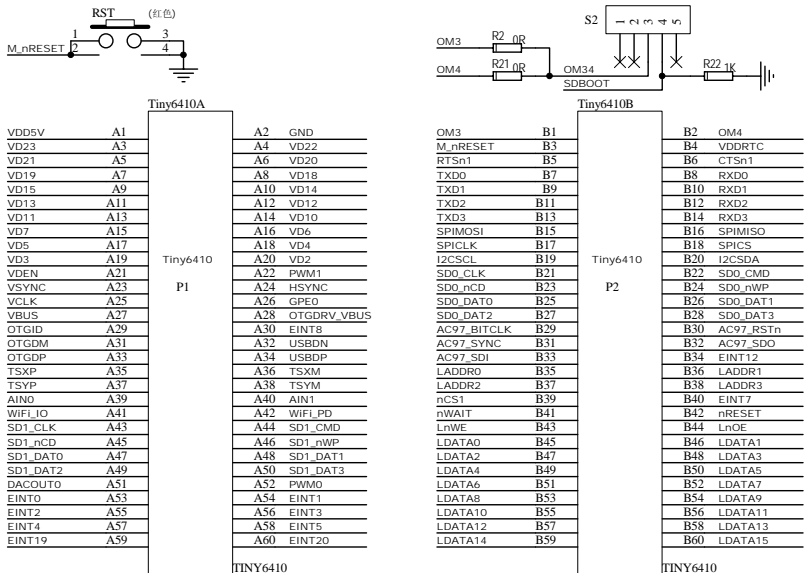 RST (红色)
1 3
M_nRESET 2 4
S2
1 2 3 4 5
OM3 R2 0R
OM4 R21 0R OM34
SDBOOT
R22 1K
Tiny6410A
VDD5V A1 A2 GND
VD23 A3 A4 VD22
VD21 A5 A6 VD20
VD19 A7 A8 VD18
VD15 A9 A10 VD14
VD13 A11 A12 VD12
VD11 A13 A14 VD10
VD7 A15 A16 VD6
VD5 A17 A18 VD4
VD3 A19 Tiny6410 A20 VD2
VDEN A21 A22 PWM1
VSYNC A23 P1 A24 HSYNC
VCLK A25 A26 GPE0
VBUS A27 A28 OTGDRV_VBUS
OTGID A29 A30 EINT8
OTGDM A31 A32 USBDN
OTGDP A33 A34 USBDP
TSXP A35 A36 TSXM
TSYP A37 A38 TSYM
AIN0 A39 A40 AIN1
WiFi_IO A41 A42 WiFi_PD
SD1_CLK A43 A44 SD1_CMD
SD1_nCD A45 A46 SD1_nWP
SD1_DAT0 A47 A48 SD1_DAT1
SD1_DAT2 A49 A50 SD1_DAT3
DACOUT0 A51 A52 PWM0
EINT0 A53 A54 EINT1
EINT2 A55 A56 EINT3
EINT4 A57 A58 EINT5
EINT19 A59 A60 EINT20
TINY6410
Tiny6410B
OM3 B1 B2 OM4
M_nRESET B3 B4 VDDRTC
RTSn1 B5 B6 CTSn1
TXD0 B7 B8 RXD0
TXD1 B9 B10 RXD1
TXD2 B11 B12 RXD2
TXD3 B13 B14 RXD3
SPIMOSI B15 B16 SPIMISO
SPICLK B17 B18 SPICS
I2CSCL B19 Tiny6410 B20 I2CSDA
SD0_CLK B21 B22 SD0_CMD
SD0_nCD B23 P2 B24 SD0_nWP
SD0_DAT0 B25 B26 SD0_DAT1
SD0_DAT2 B27 B28 SD0_DAT3
AC97_BITCLK B29 B30 AC97_RSTn
AC97_SYNC B31 B32 AC97_SDO
AC97_SDI B33 B34 EINT12
LADDR0 B35 B36 LADDR1
LADDR2 B37 B38 LADDR3
nCS1 B39 B40 EINT7
nWAIT B41 B42 nRESET
LnWE B43 B44 LnOE
LDATA0 B45 B46 LDATA1
LDATA2 B47 B48 LDATA3
LDATA4 B49 B50 LDATA5
LDATA6 B51 B52 LDATA7
LDATA8 B53 B54 LDATA9
LDATA10 B55 B56 LDATA11
LDATA12 B57 B58 LDATA13
LDATA14 B59 B60 LDATA15
TINY6410